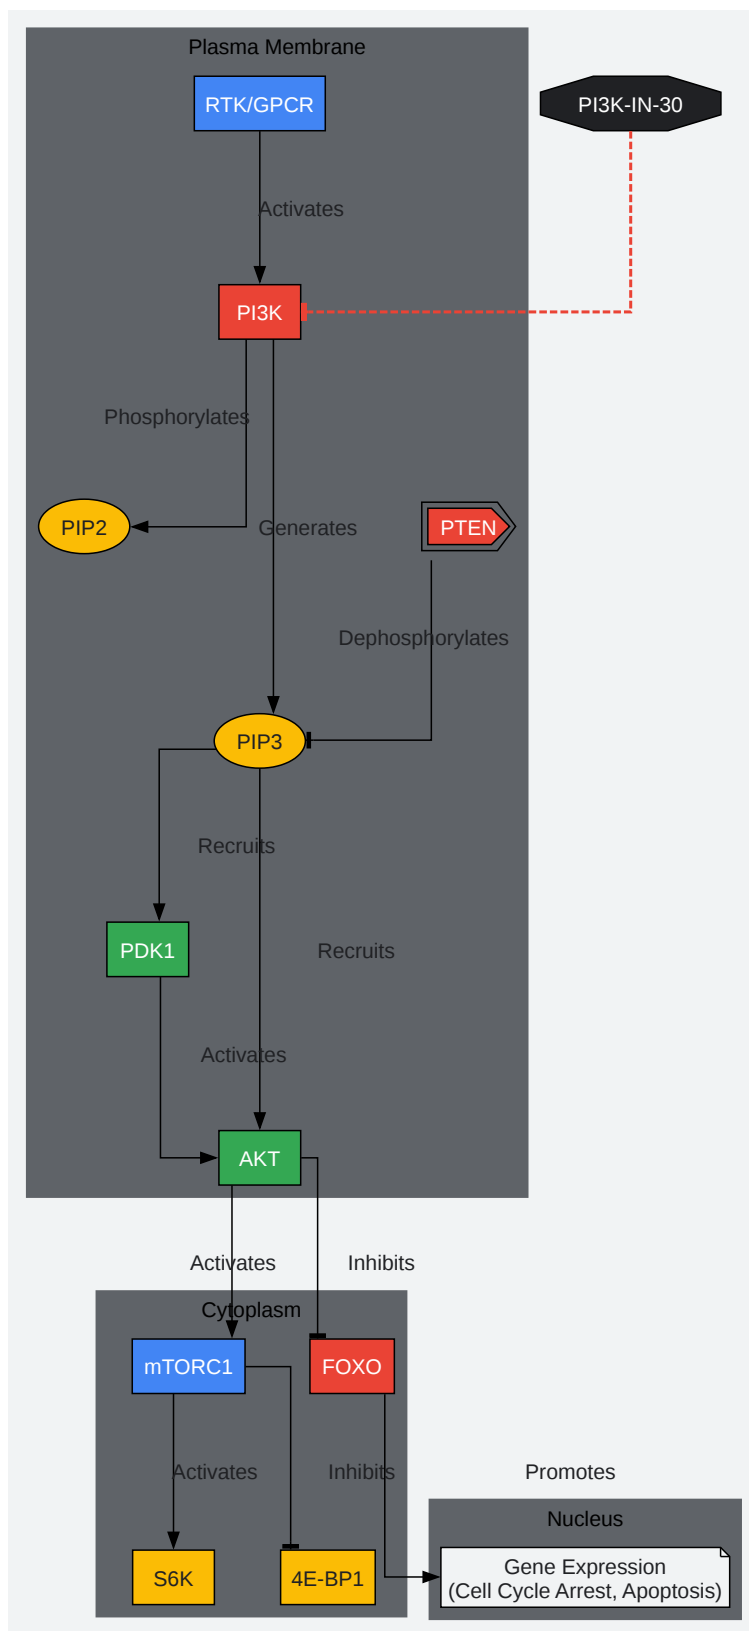 Plasma Membrane
RTK/GPCR
PI3K-IN-30
Activates
PI3K
Phosphorylates
PIP2
Generates
PTEN
Dephosphorylates
PIP3
Recruits
PDK1
Recruits
Activates
AKT
Activates
Inhibits
Cytoplasm
mTORC1
FOXO
Activates
Inhibits
Promotes
Nucleus
S6K
4E-BP1
Gene Expression
(Cell Cycle Arrest, Apoptosis)